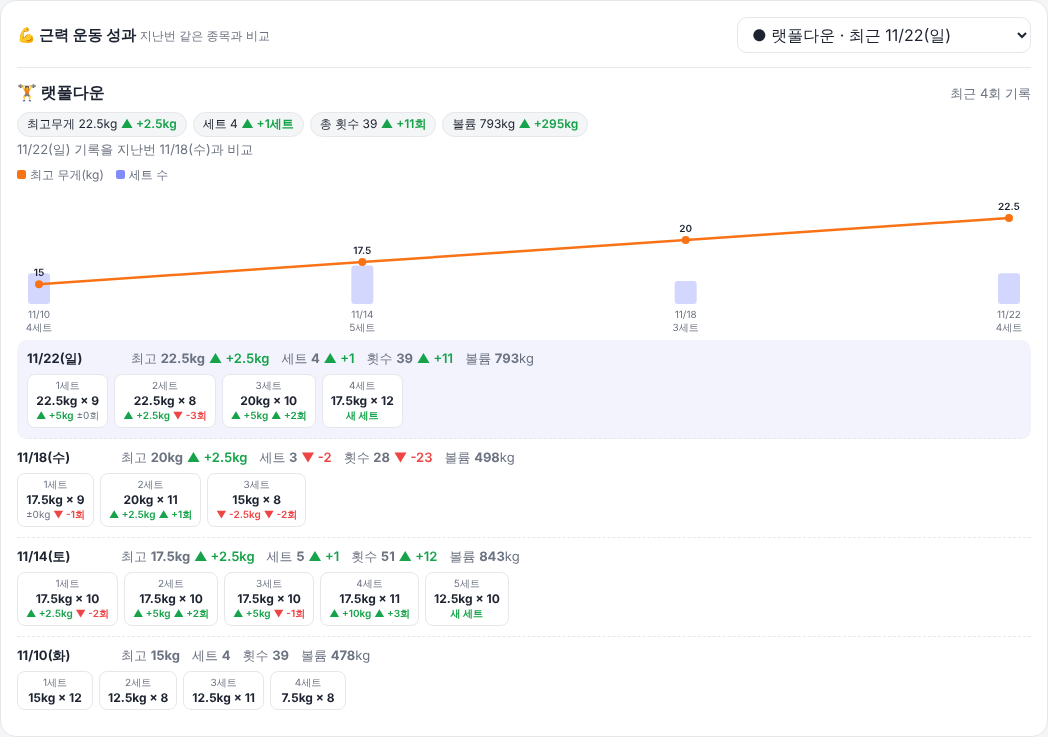 💪 근력 운동 성과 지난번 같은 종목과 비교
● 랫풀다운 · 최근 11/22(일)
🏋️ 랫풀다운
최근 4회 기록
최고무게 22.5kg ▲ +2.5kg 세트 4 ▲ +1세트 총 횟수 39 ▲ +11회 볼륨 793kg ▲ +295kg
11/22(일) 기록을 지난번 11/18(수)과 비교
최고 무게(kg) 세트 수
15 17.5 20 22.5
11/10 11/14 11/18 11/22
4세트 5세트 3세트 4세트
11/22(일) 최고 22.5kg ▲ +2.5kg 세트 4 ▲ +1 횟수 39 ▲ +11 볼륨 793kg
1세트 2세트 3세트 4세트
22.5kg × 9 22.5kg × 8 20kg × 10 17.5kg × 12
▲ +5kg ±0회 ▲ +2.5kg ▼ -3회 ▲ +5kg ▲ +2회 새 세트
11/18(수) 최고 20kg ▲ +2.5kg 세트 3 ▼ -2 횟수 28 ▼ -23 볼륨 498kg
1세트 2세트 3세트
17.5kg × 9 20kg × 11 15kg × 8
±0kg ▼ -1회 ▲ +2.5kg ▲ +1회 ▼ -2.5kg ▼ -2회
11/14(토) 최고 17.5kg ▲ +2.5kg 세트 5 ▲ +1 횟수 51 ▲ +12 볼륨 843kg
1세트 2세트 3세트 4세트 5세트
17.5kg × 10 17.5kg × 10 17.5kg × 10 17.5kg × 11 12.5kg × 10
▲ +2.5kg ▼ -2회 ▲ +5kg ▲ +2회 ▲ +5kg ▼ -1회 ▲ +10kg ▲ +3회 새 세트
11/10(화) 최고 15kg 세트 4 횟수 39 볼륨 478kg
1세트 2세트 3세트 4세트
15kg × 12 12.5kg × 8 12.5kg × 11 7.5kg × 8